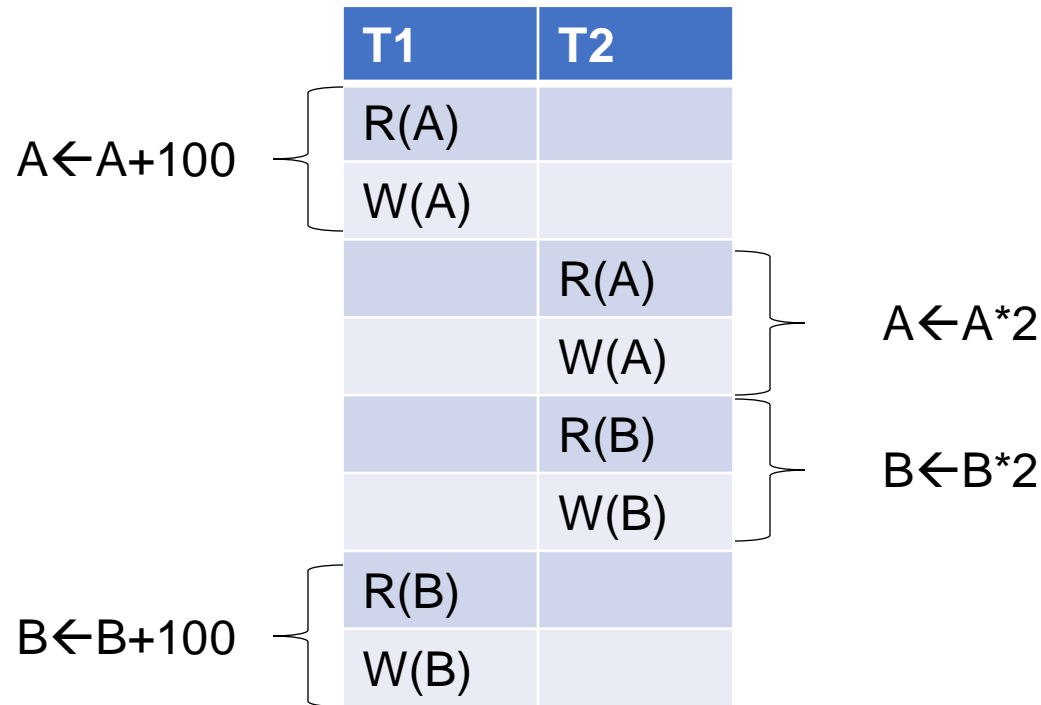 T1 T2
R(A)
A←A+100
W(A)
R(A)
A←A*2
W(A)
R(B)
B←B*2
W(B)
R(B)
B←B+100
W(B)